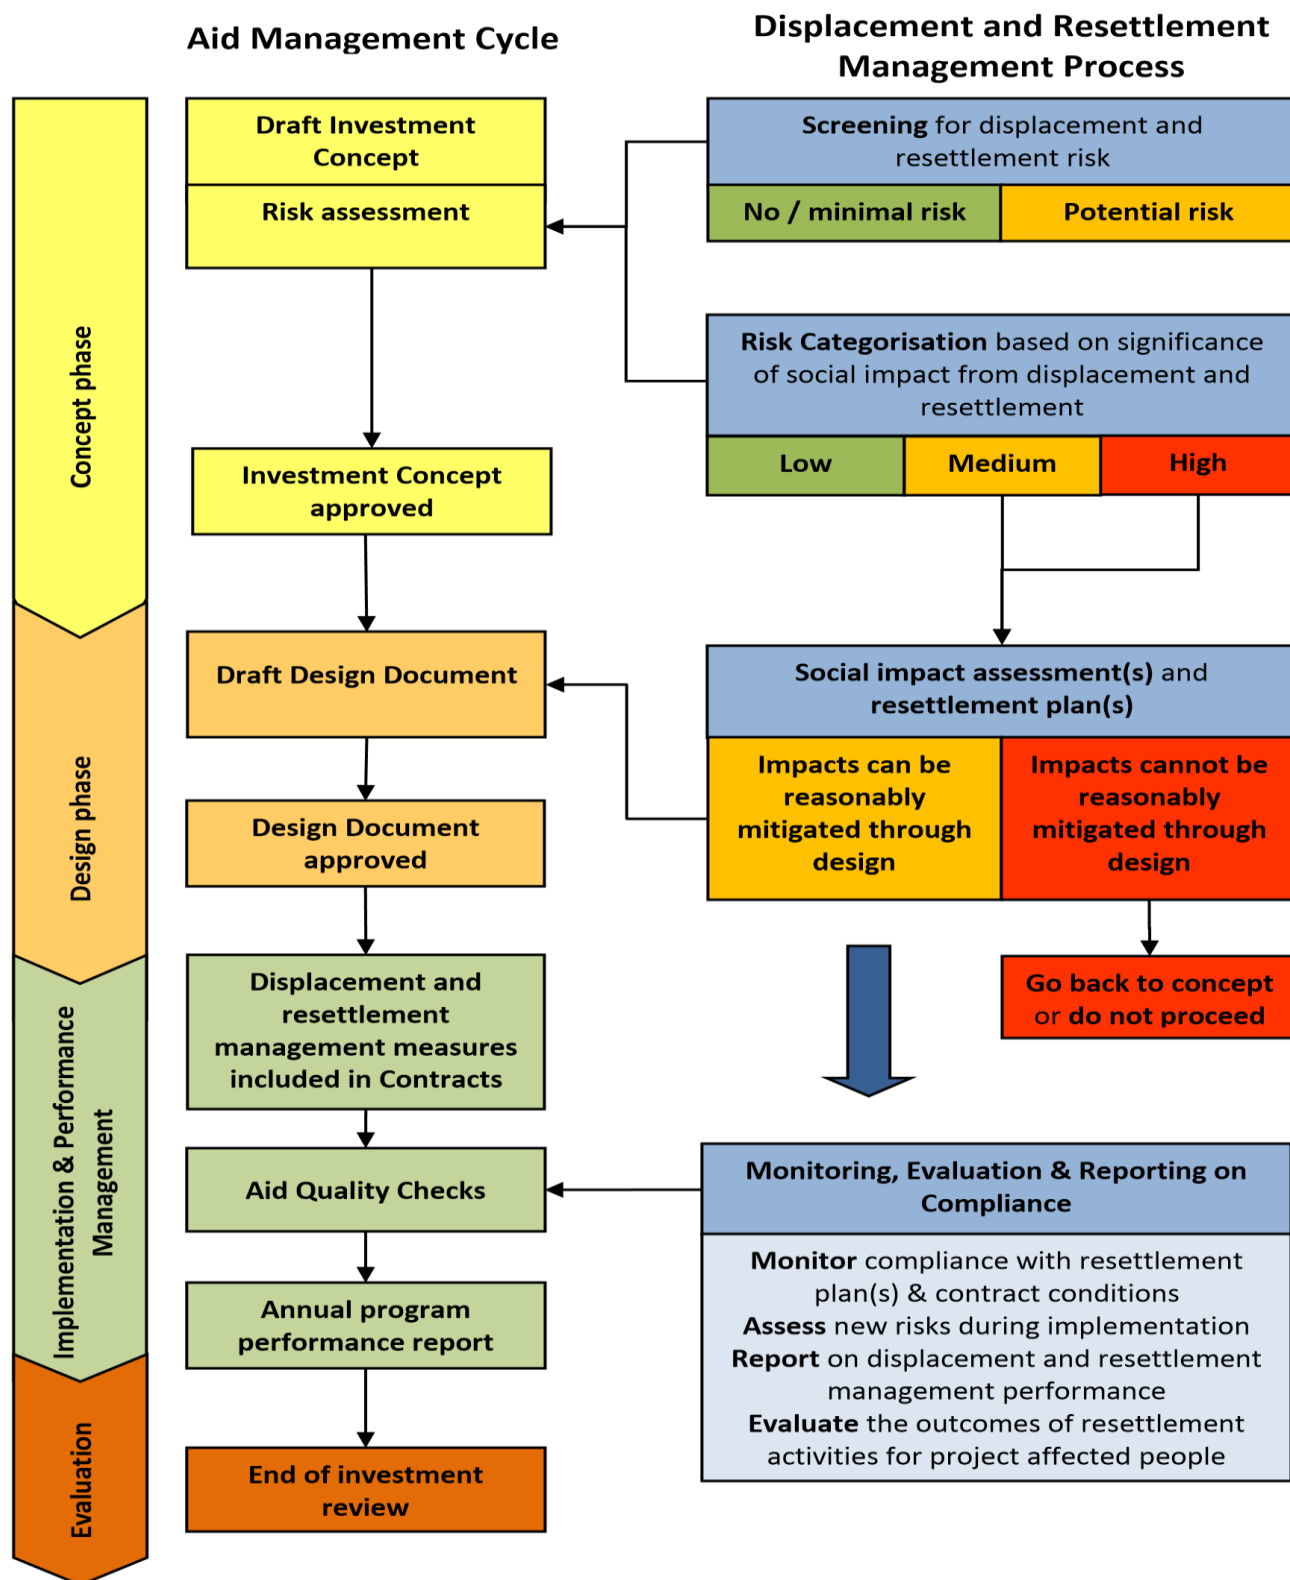 Aid Management Cycle
Displacement and Resettlement
Management Process
Concept phase
Design phase
Implementation & Performance
Management
Evaluation
Draft Investment
Concept
Risk assessment
Investment Concept
approved
Draft Design Document
Design Document
approved
Displacement and
resettlement
management measures
included in Contracts
Aid Quality Checks
Annual program
performance report
End of investment
review
Screening for displacement and
resettlement risk
No / minimal risk
Potential risk
Risk Categorisation based on significance
of social impact from displacement and
resettlement
Low
Medium
High
Social impact assessment(s) and
resettlement plan(s)
Impacts can be
reasonably
mitigated through
design
Impacts cannot be
reasonably
mitigated through
design
Go back to concept
or do not proceed
Monitoring, Evaluation & Reporting on
Compliance
Monitor compliance with resettlement
plan(s) & contract conditions
Assess new risks during implementation
Report on displacement and resettlement
management performance
Evaluate the outcomes of resettlement
activities for project affected people